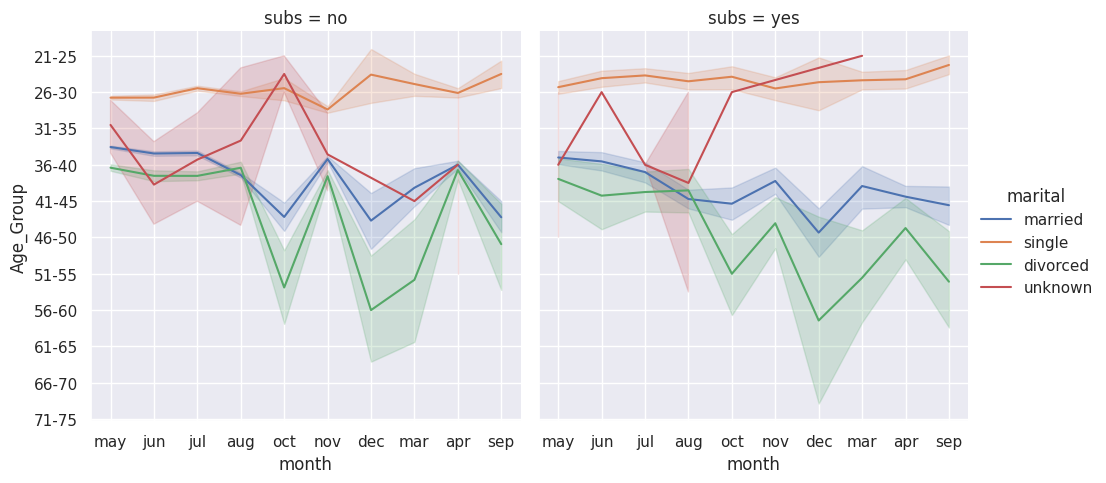 subs = no
subs = yes
Age_Group
21-25
26-30
31-35
36-40
41-45
46-50
51-55
56-60
61-65
66-70
71-75
may jun jul aug oct nov dec mar apr sep
month
may jun jul aug oct nov dec mar apr sep
month
marital
married
single
divorced
unknown